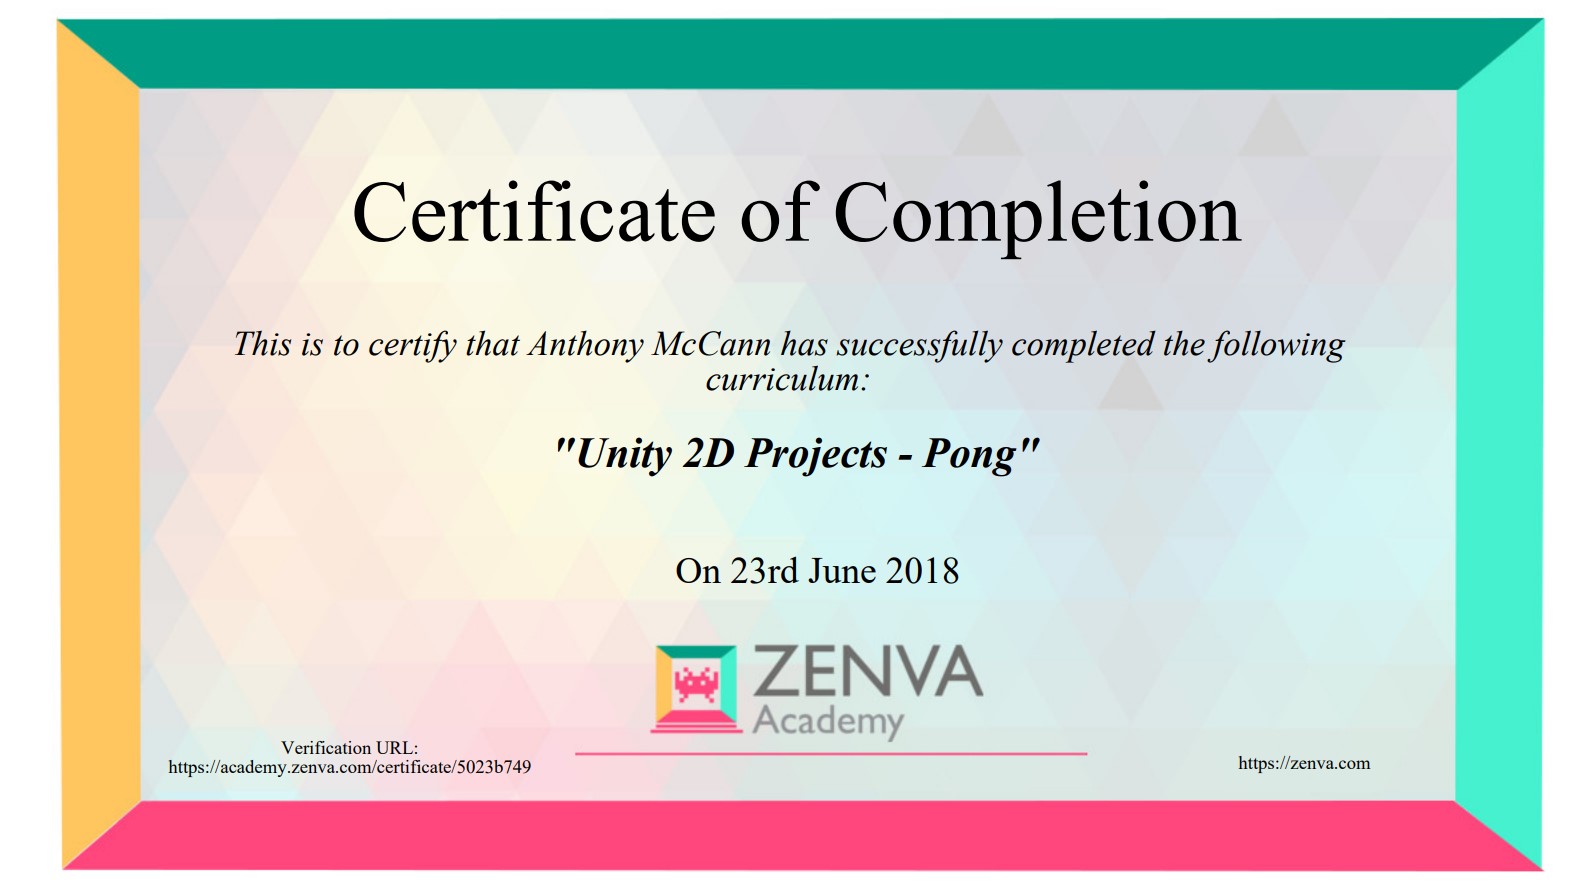 Certificate of Completion
This is to certify that Anthony McCann has successfully completed the following
curriculum:
"Unity 2D Projects - Pong"
On 23rd June 2018
ZENVA
Academy
Verification URL:
https://academy.zenva.com/certificate/5023b749
https://zenva.com